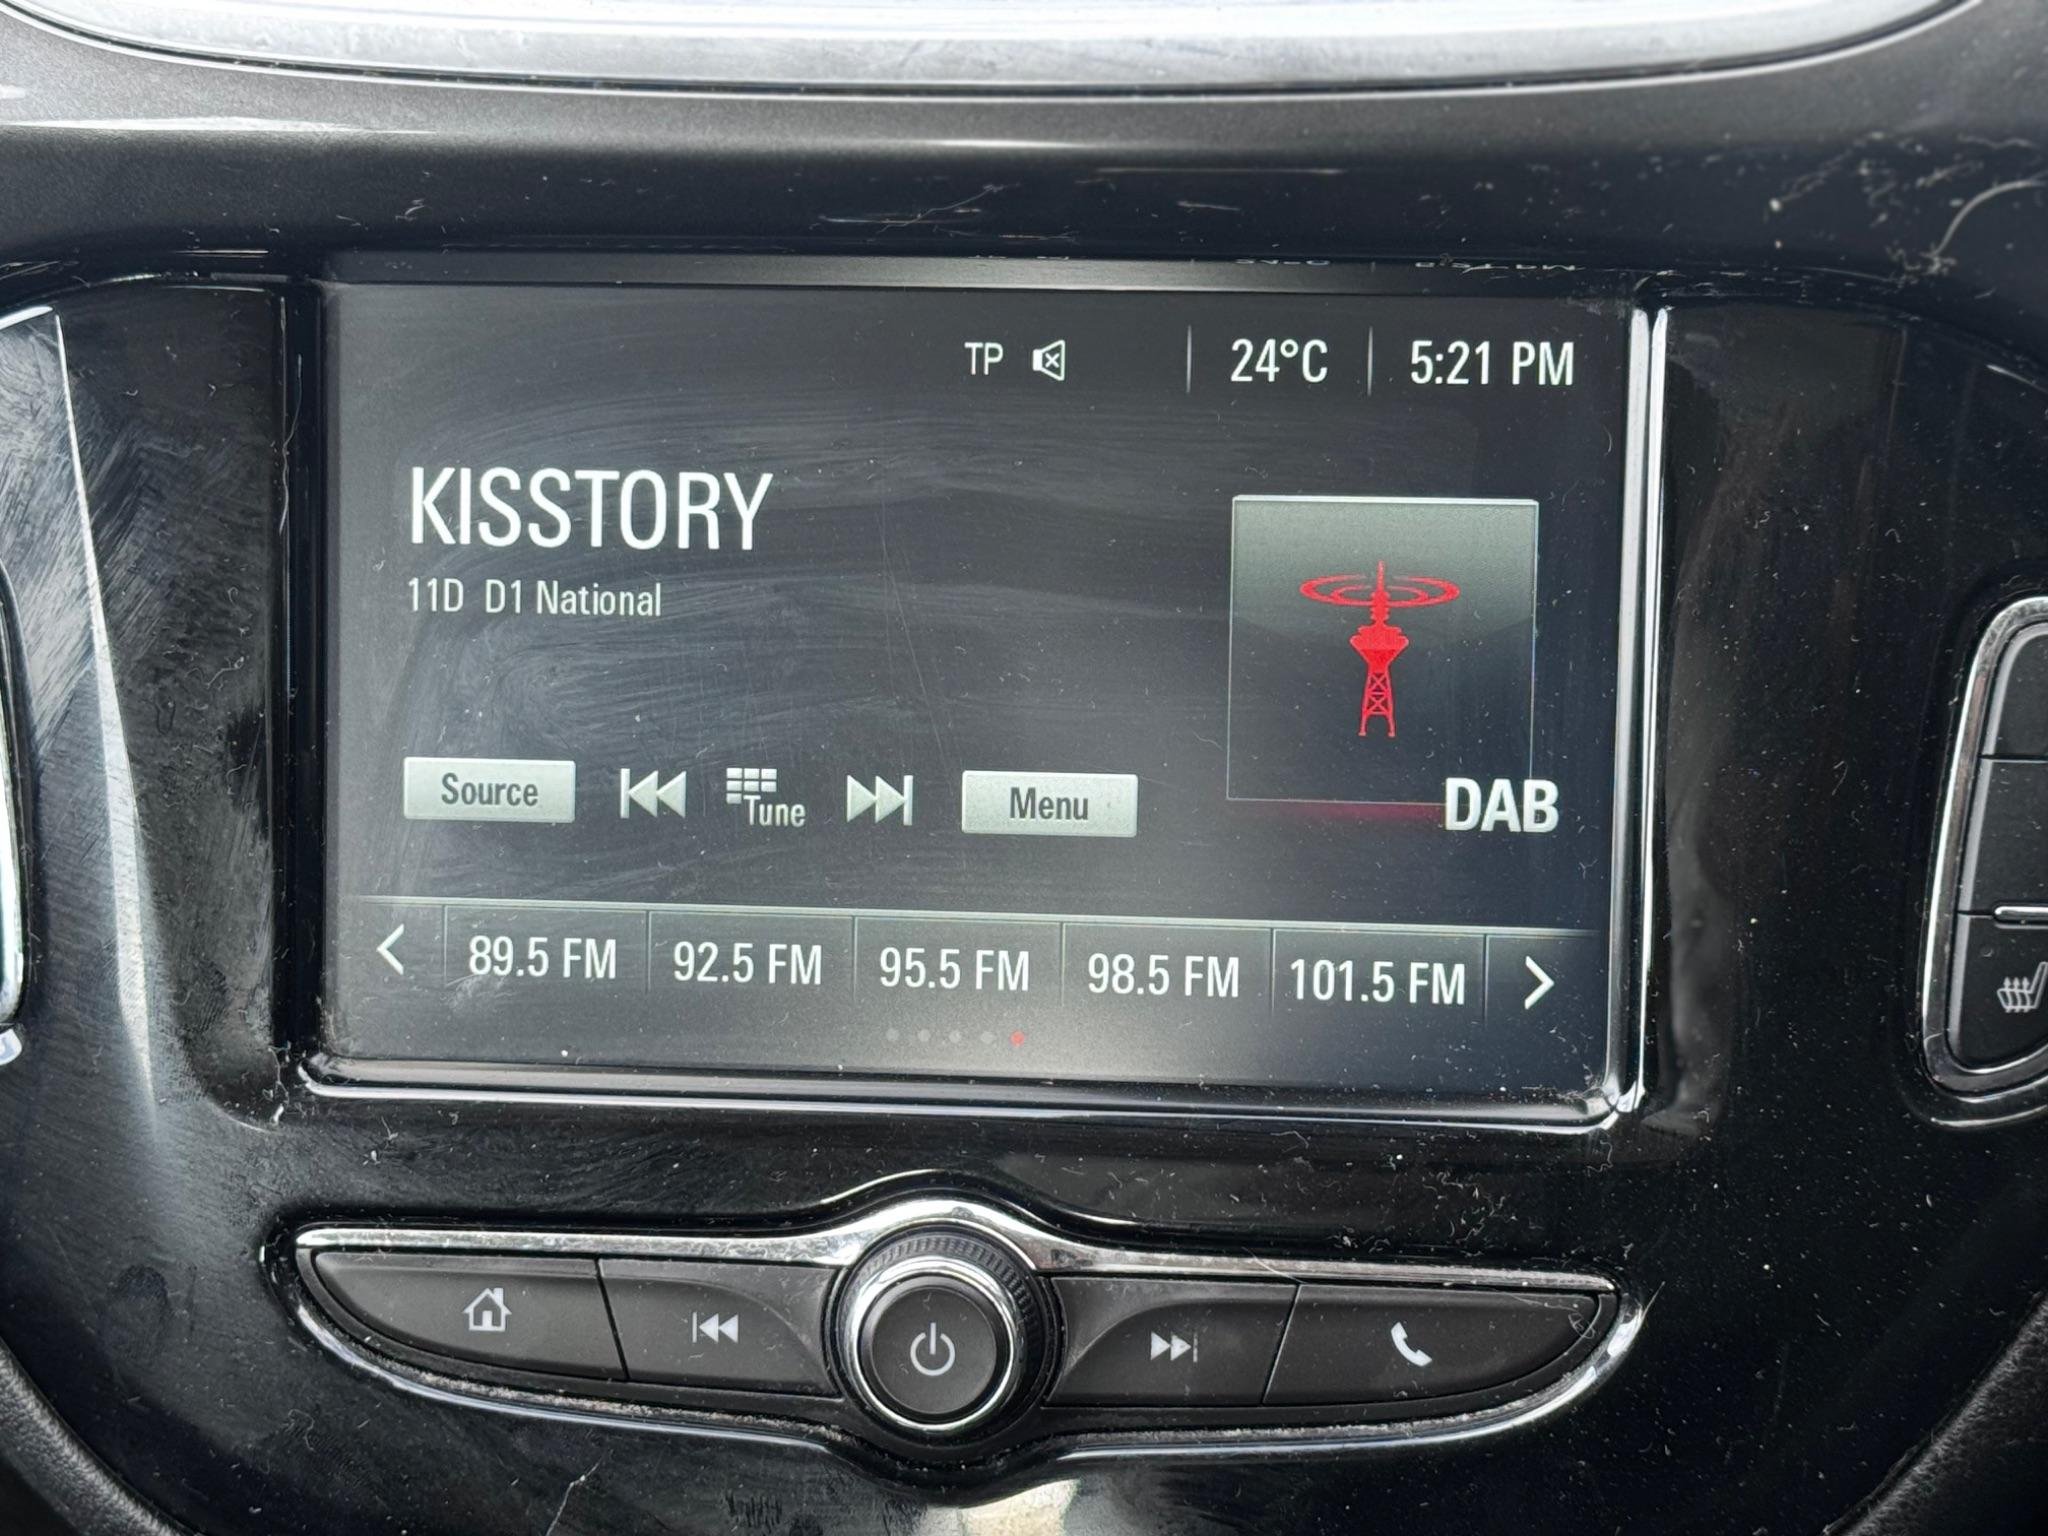 TP 24°C 5:21 PM
KISSTORY
11D D1 National
Source Tune Menu
DAB
89.5 FM 92.5 FM 95.5 FM 98.5 FM 101.5 FM